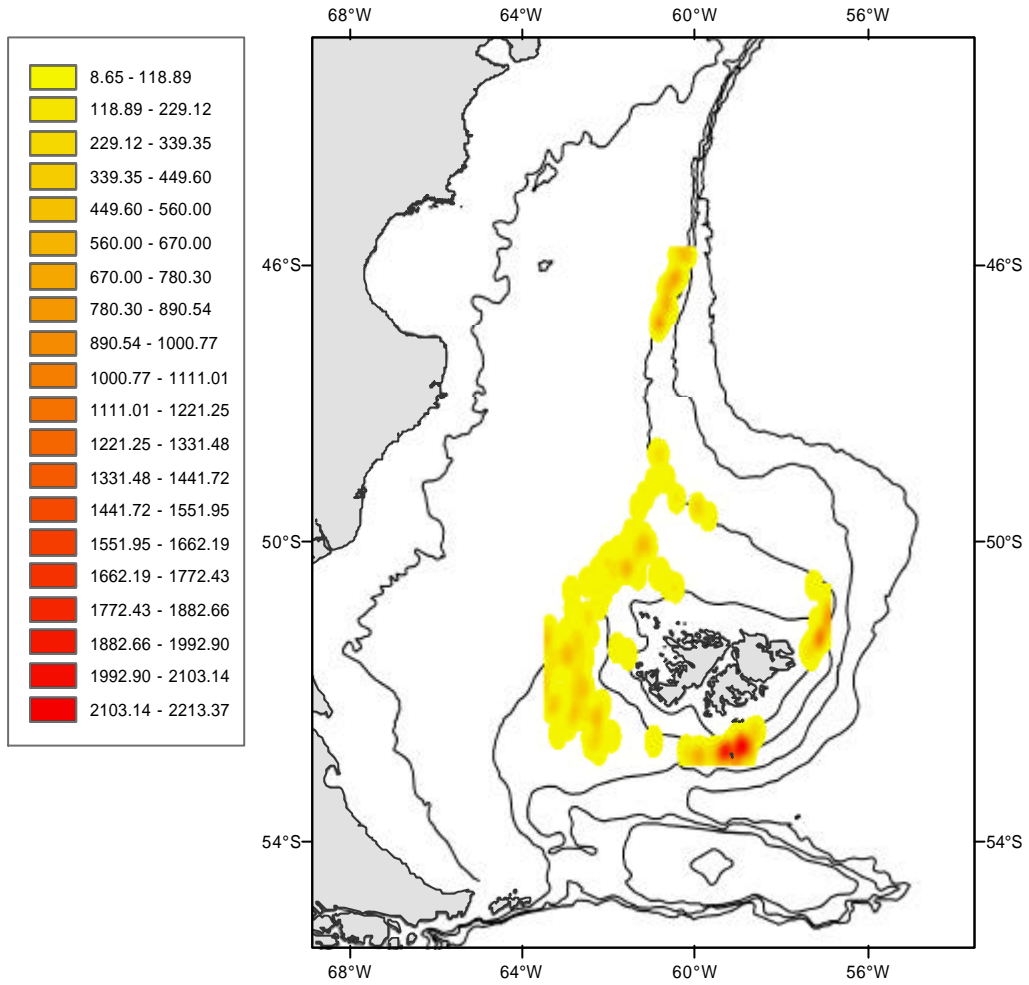 68°W 64°W 60°W 56°W
8.65 - 118.89
118.89 - 229.12
229.12 - 339.35
339.35 - 449.60
449.60 - 560.00
560.00 - 670.00
670.00 - 780.30
780.30 - 890.54
890.54 - 1000.77
1000.77 - 1111.01
1111.01 - 1221.25
1221.25 - 1331.48
1331.48 - 1441.72
1441.72 - 1551.95
1551.95 - 1662.19
1662.19 - 1772.43
1772.43 - 1882.66
1882.66 - 1992.90
1992.90 - 2103.14
2103.14 - 2213.37
46°S 46°S
50°S 50°S
54°S 54°S
68°W 64°W 60°W 56°W